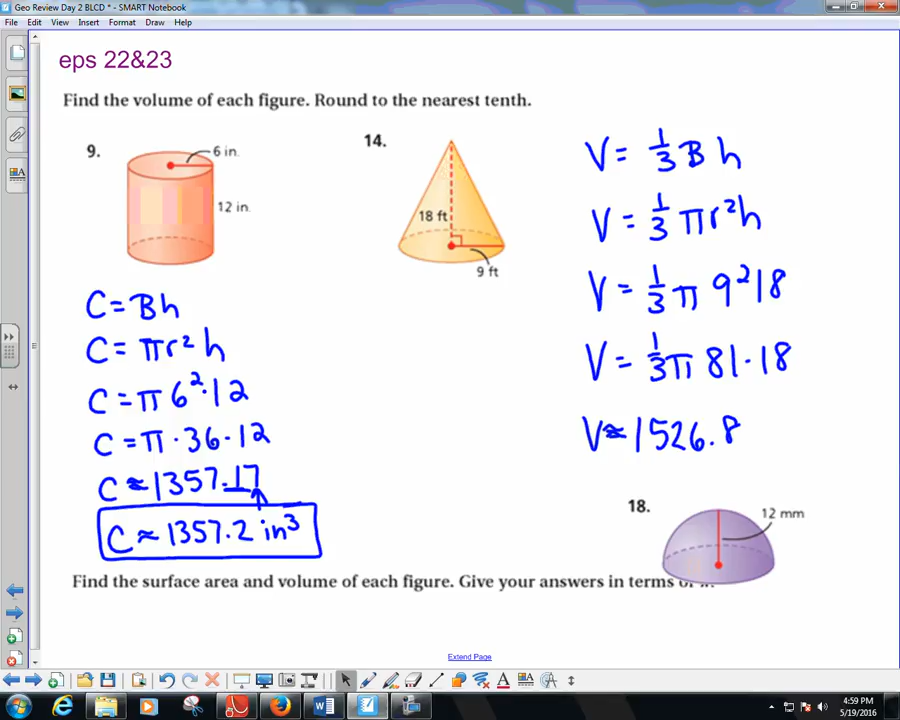 Geo Review Day 2 BLCD * - SMART Notebook
File Edit View Insert Format Draw Help
eps 22&23
Find the volume of each figure. Round to the nearest tenth.
9.
6 in.
12 in.
C = Bh
C = πr² h
C = π 6² · 12
C = π · 36 · 12
C ≈ 1357.17
C ≈ 1357.2 in³
14.
18 ft
9 ft
V = 1/3 B h
V = 1/3 πr²h
V = 1/3 π 9² 18
V = 1/3 π 81 · 18
V ≈ 1526.8
18.
12 mm
Find the surface area and volume of each figure. Give your answers in terms
Extend Page
4:59 PM
5/19/2016